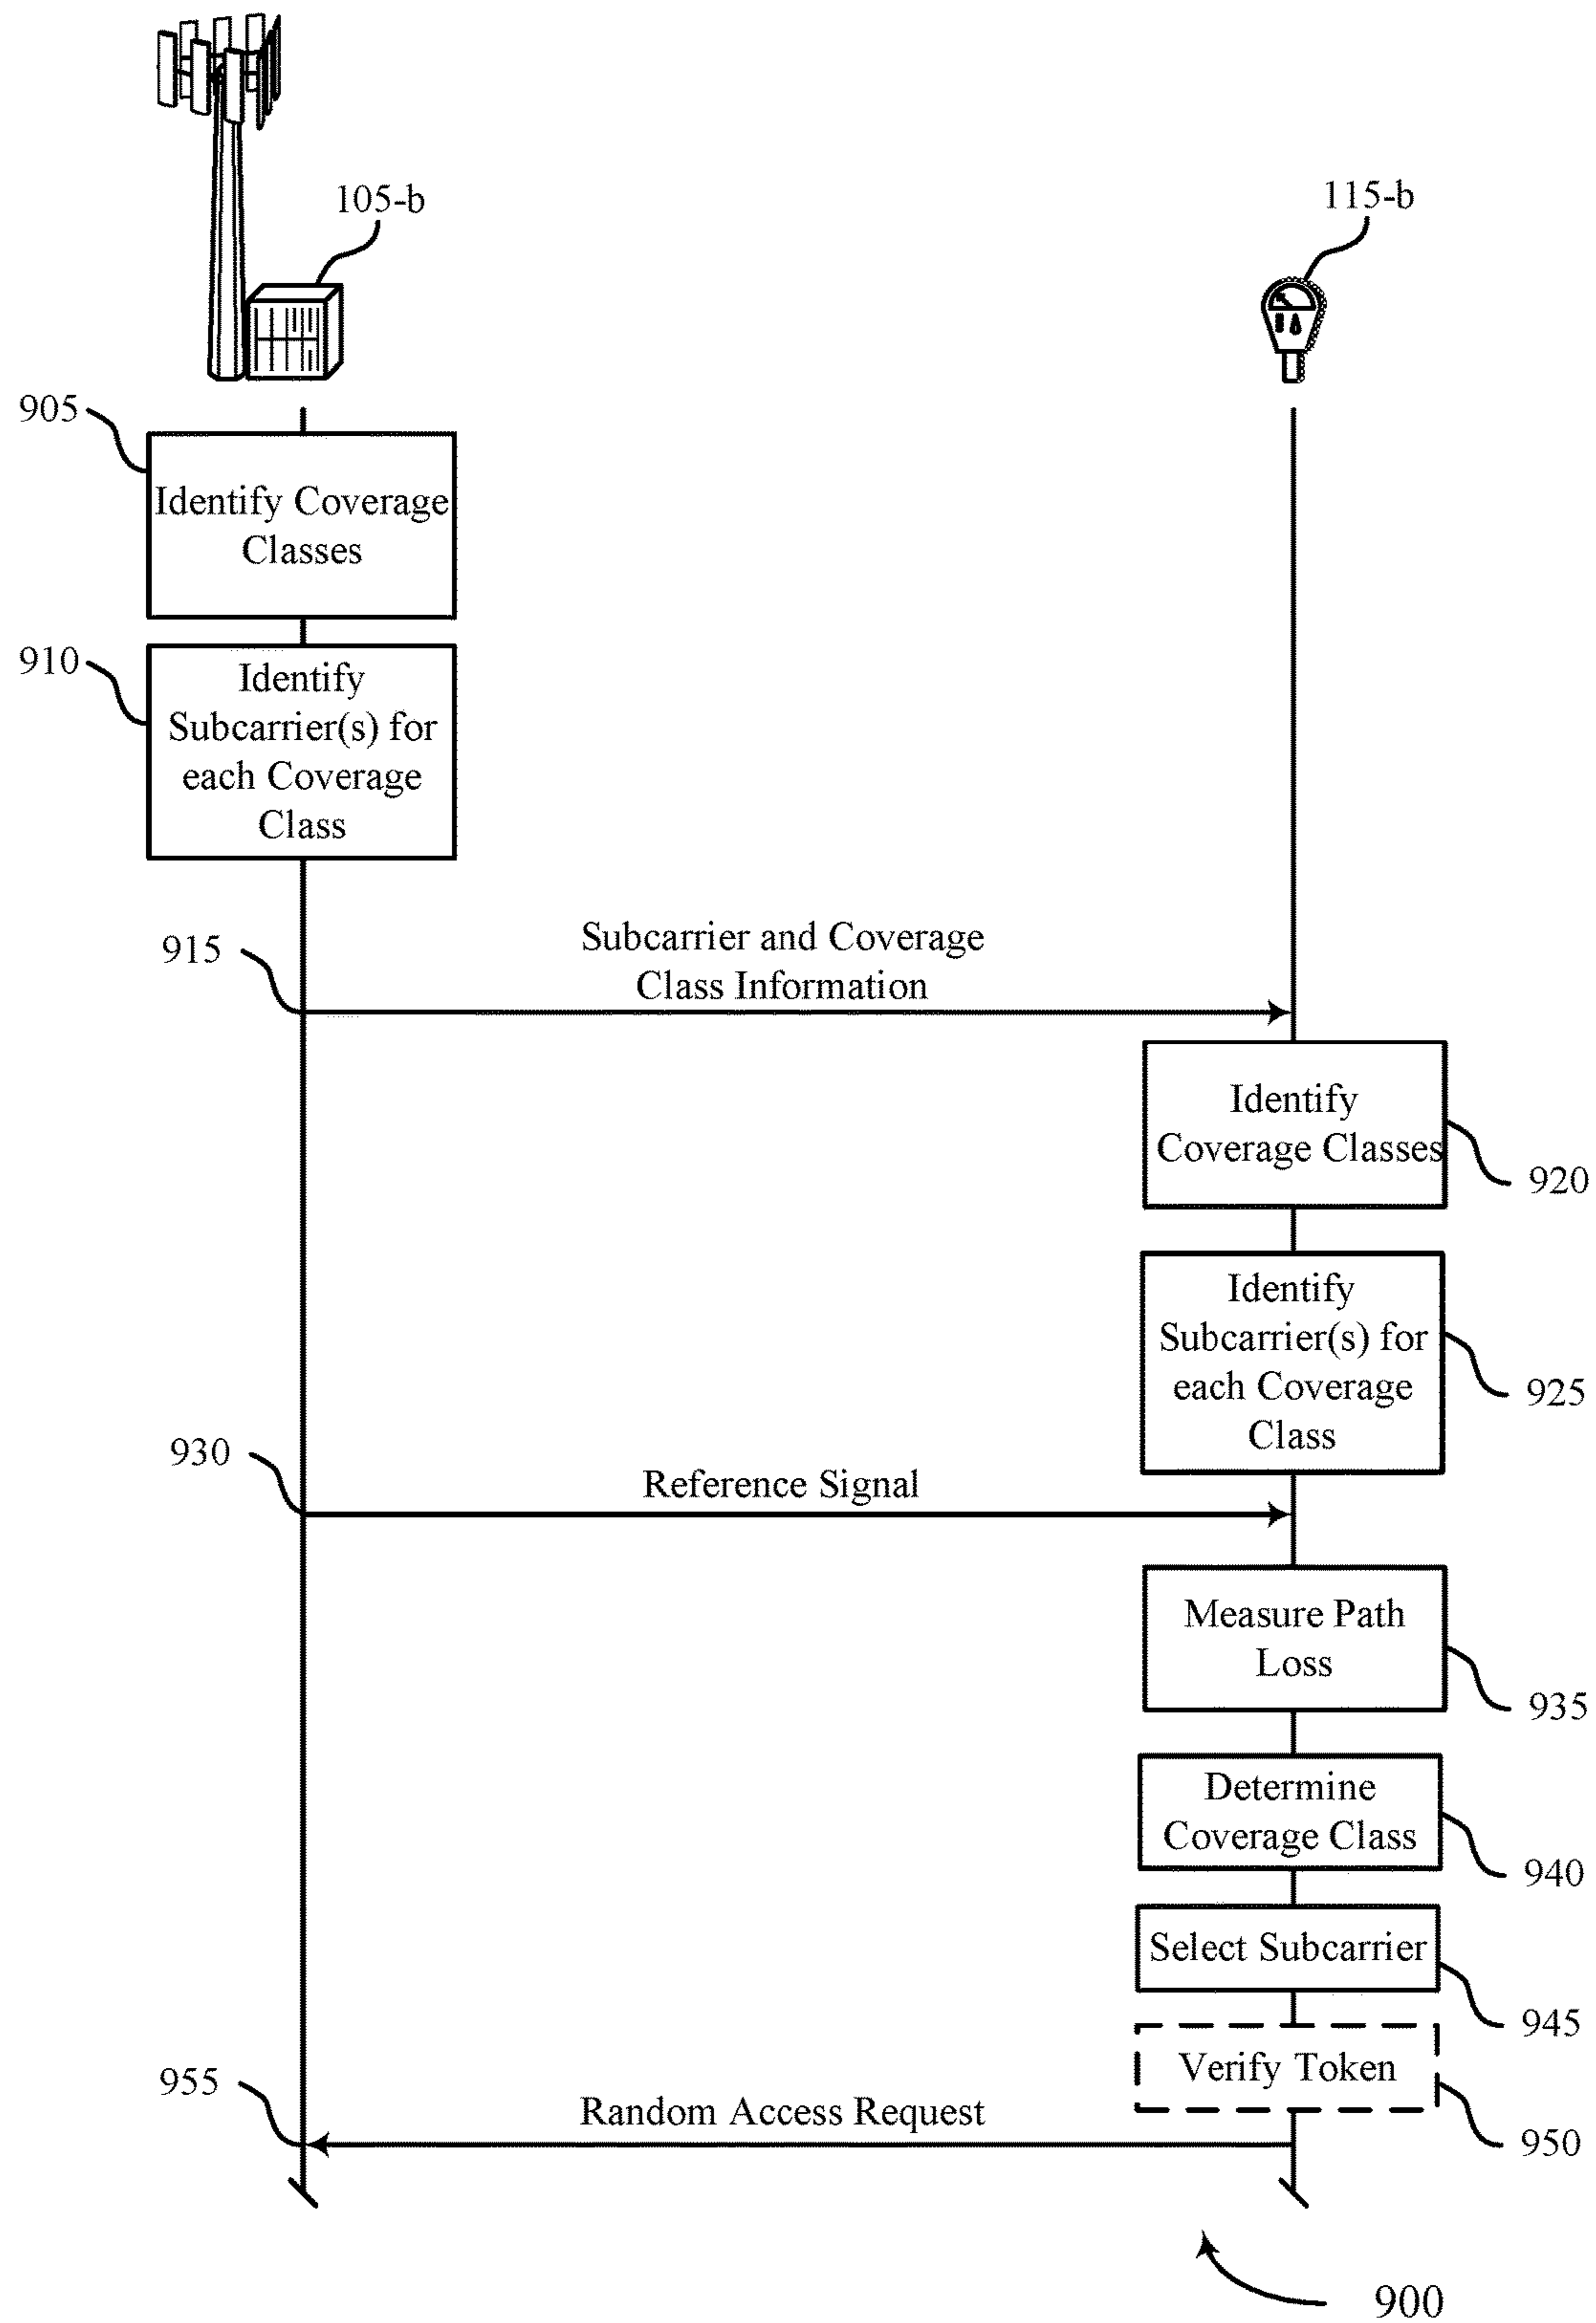 105-b
115-b
905
Identify Coverage
Classes
910
Identify
Subcarrier(s) for
each Coverage
Class
915
Subcarrier and Coverage
Class Information
Identify
Coverage Classes
920
Identify
Subcarrier(s) for
each Coverage
Class
925
930
Reference Signal
Measure Path
Loss
935
Determine
Coverage Class
940
Select Subcarrier
945
Verify Token
950
955
Random Access Request
900